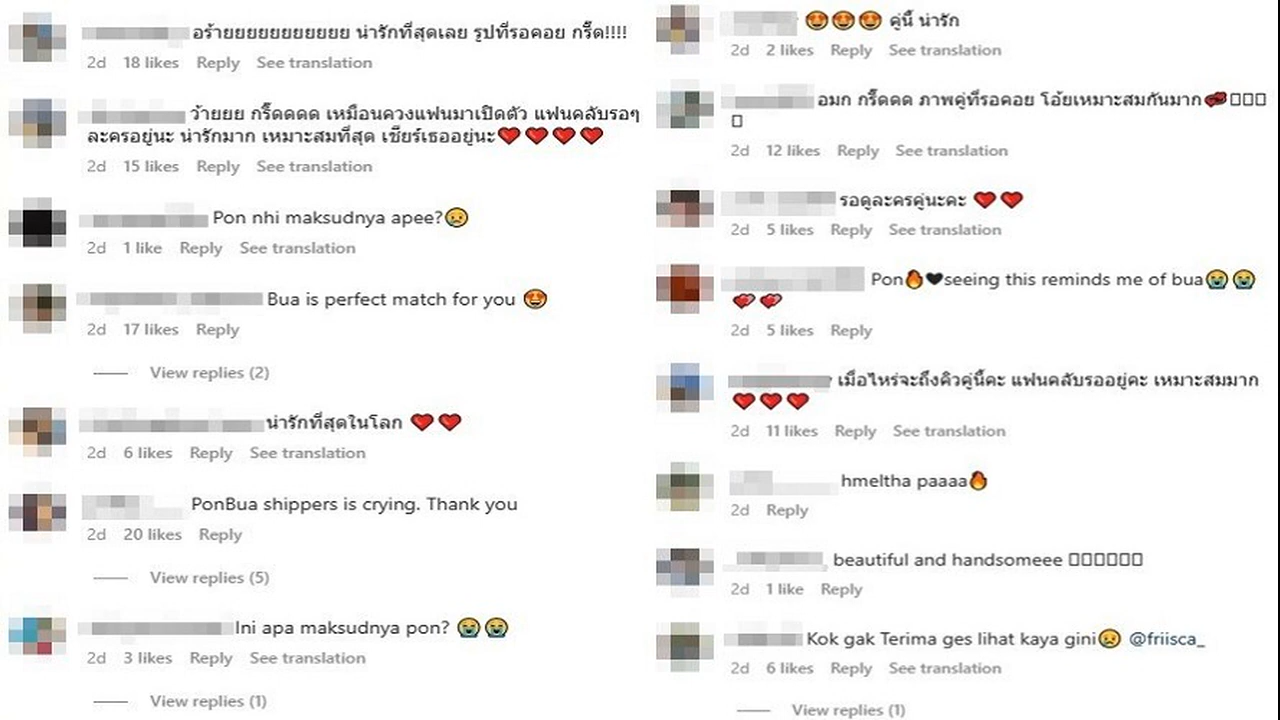 อร้ายยยยยยยยยยยย น่ารักที่สุดเลย รูปที่รอคอย กรี๊ด!!!!
2d 18 likes Reply See translation
ว้ายยย กรี๊ดดดด เหมือนควงแฟนมาเปิดตัว แฟนคลับรอๆ
ละครอยู่นะ น่ารักมาก เหมาะสมที่สุด เชียร์เธออยู่นะ❤️❤️❤️❤️
2d 15 likes Reply See translation
Pon nhi maksudnya apee?😢
2d 1 like Reply See translation
Bua is perfect match for you 🤩
2d 17 likes Reply
View replies (2)
น่ารักที่สุดในโลก ❤️❤️
2d 6 likes Reply See translation
PonBua shippers is crying. Thank you
2d 20 likes Reply
View replies (5)
Ini apa maksudnya pon? 😭😭
2d 3 likes Reply See translation
View replies (1)
😍😍😍 คู่นี้ น่ารัก
2d 2 likes Reply See translation
อมก กรี๊ดดด ภาพคู่ที่รอคอย โอ้ยเหมาะสมกันมาก💋□□□
□
2d 12 likes Reply See translation
รอดูละครคู่นะคะ ❤️❤️
2d 5 likes Reply See translation
Pon🔥🖤seeing this reminds me of bua😭😭
💕💕
2d 5 likes Reply
เมื่อไหร่จะถึงคิวคู่นี้คะ แฟนคลับรออยู่คะ เหมาะสมมาก
❤️❤️❤️
2d 11 likes Reply See translation
hmeltha paaaa🔥
2d Reply
beautiful and handsomeee □□□□□□
2d 1 like Reply
Kok gak Terima ges lihat kaya gini😢 @friisca_
2d 6 likes Reply See translation
View replies (1)